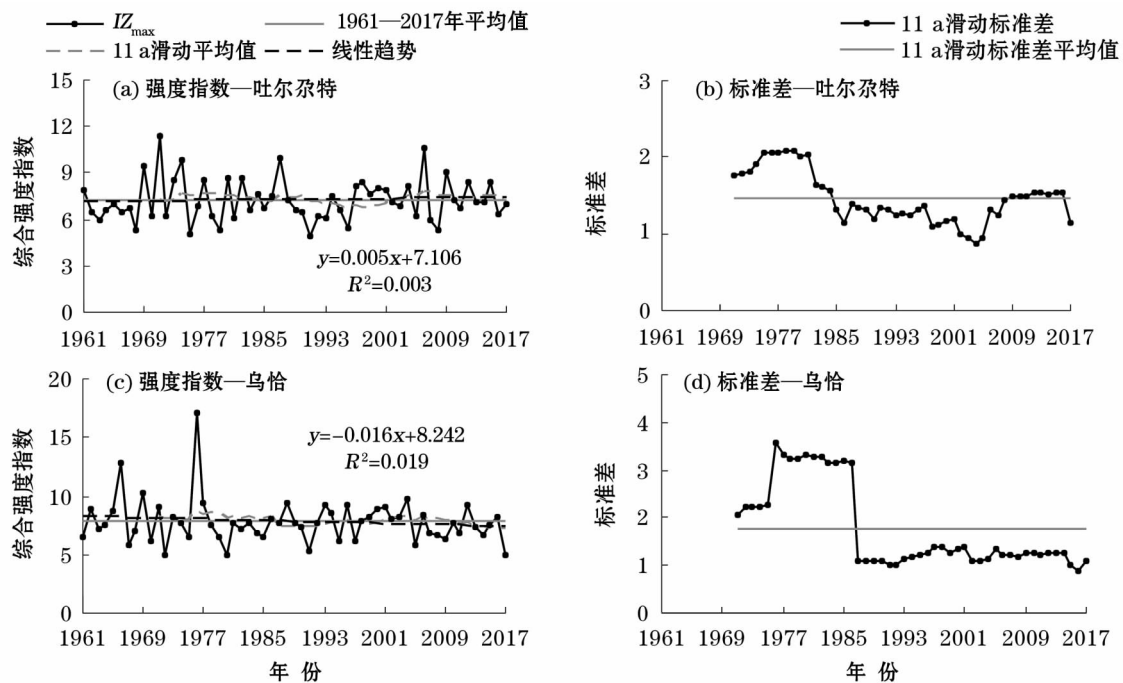 IZmax
1961—2017年平均值
11 a滑动平均值
线性趋势
11 a滑动标准差
11 a滑动标准差平均值
(a) 强度指数—吐尔尕特
综合强度指数
15
12
9
6
3
0
y=0.005x+7.106
R²=0.003
1961 1969 1977 1985 1993 2001 2009 2017
(b) 标准差—吐尔尕特
标准差
3
2
1
0
1961 1969 1977 1985 1993 2001 2009 2017
(c) 强度指数—乌恰
综合强度指数
20
15
10
5
0
y=−0.016x+8.242
R²=0.019
1961 1969 1977 1985 1993 2001 2009 2017
年 份
(d) 标准差—乌恰
标准差
5
4
3
2
1
0
1961 1969 1977 1985 1993 2001 2009 2017
年 份